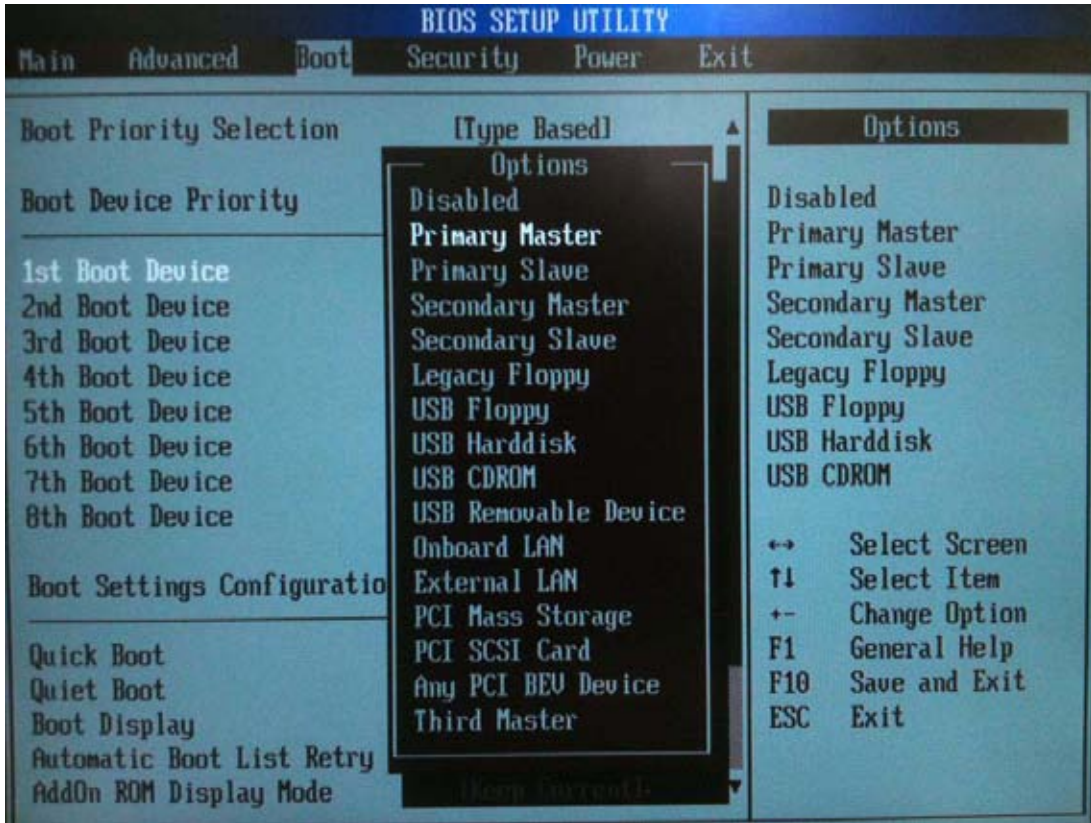 BIOS SETUP UTILITY
Main Advanced Boot Security Power Exit
Boot Priority Selection [Type Based]
Boot Device Priority
1st Boot Device
2nd Boot Device
3rd Boot Device
4th Boot Device
5th Boot Device
6th Boot Device
7th Boot Device
8th Boot Device
Boot Settings Configuratio
Quick Boot
Quiet Boot
Boot Display
Automatic Boot List Retry
AddOn ROM Display Mode [Keep Current]
Options
Disabled
Primary Master
Primary Slave
Secondary Master
Secondary Slave
Legacy Floppy
USB Floppy
USB Harddisk
USB CDROM
USB Removable Device
Onboard LAN
External LAN
PCI Mass Storage
PCI SCSI Card
Any PCI BEV Device
Third Master
Options
Disabled
Primary Master
Primary Slave
Secondary Master
Secondary Slave
Legacy Floppy
USB Floppy
USB Harddisk
USB CDROM
↔ Select Screen
↑↓ Select Item
+- Change Option
F1 General Help
F10 Save and Exit
ESC Exit